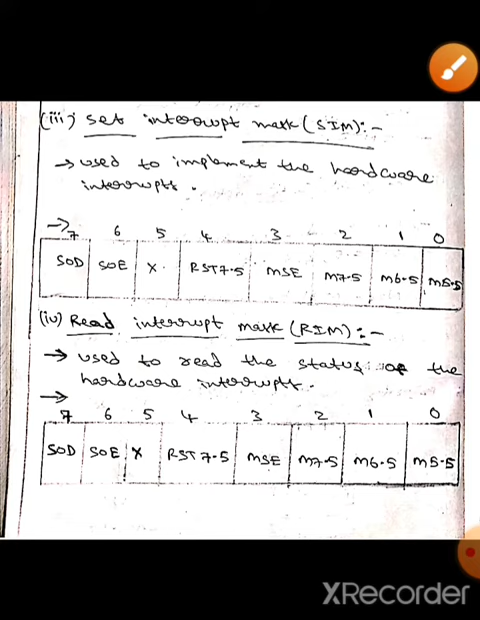 (iii) Set interrupt mask (SIM):-
→ used to implement the hardware
interrupts.
→
7 6 5 4 3 2 1 0
SOD SOE X. RST7.5 MSE M7.5 M6.5 M5.5
(iv) Read interrupt mask (RIM):-
→ used to read the status of the
hardware interrupts.
→
7 6 5 4 3 2 1 0
SOD SOE X RST7.5 MSE M7.5 M6.5 M5.5
XRecorder